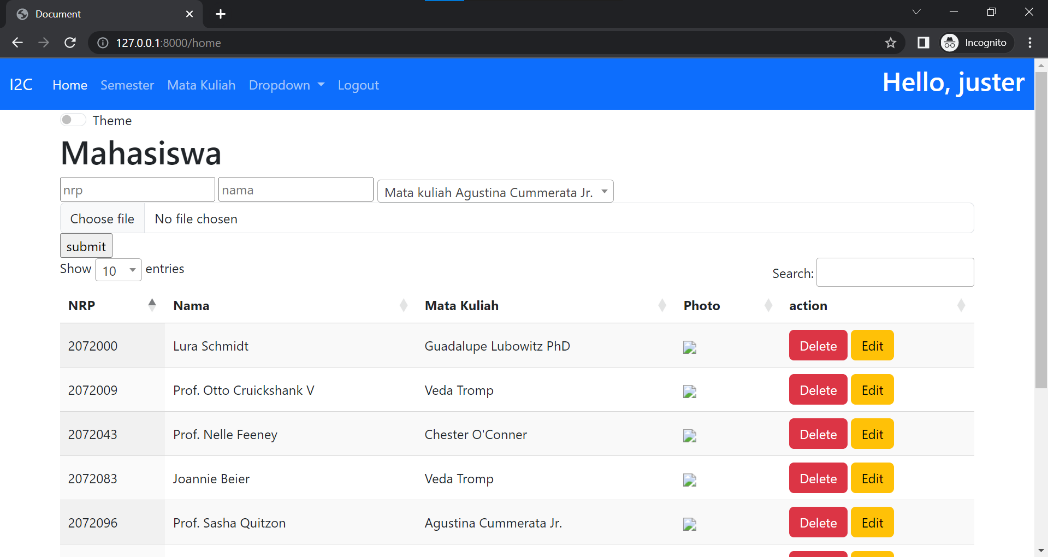 Document
127.0.0.1:8000/home
Incognito
I2C Home Semester Mata Kuliah Dropdown Logout Hello, juster
Theme
Mahasiswa
nrp nama Mata kuliah Agustina Cummerata Jr.
Choose file No file chosen
submit
Show 10 entries Search:
NRP Nama Mata Kuliah Photo action
2072000 Lura Schmidt Guadalupe Lubowitz PhD Delete Edit
2072009 Prof. Otto Cruickshank V Veda Tromp Delete Edit
2072043 Prof. Nelle Feeney Chester O'Conner Delete Edit
2072083 Joannie Beier Veda Tromp Delete Edit
2072096 Prof. Sasha Quitzon Agustina Cummerata Jr. Delete Edit